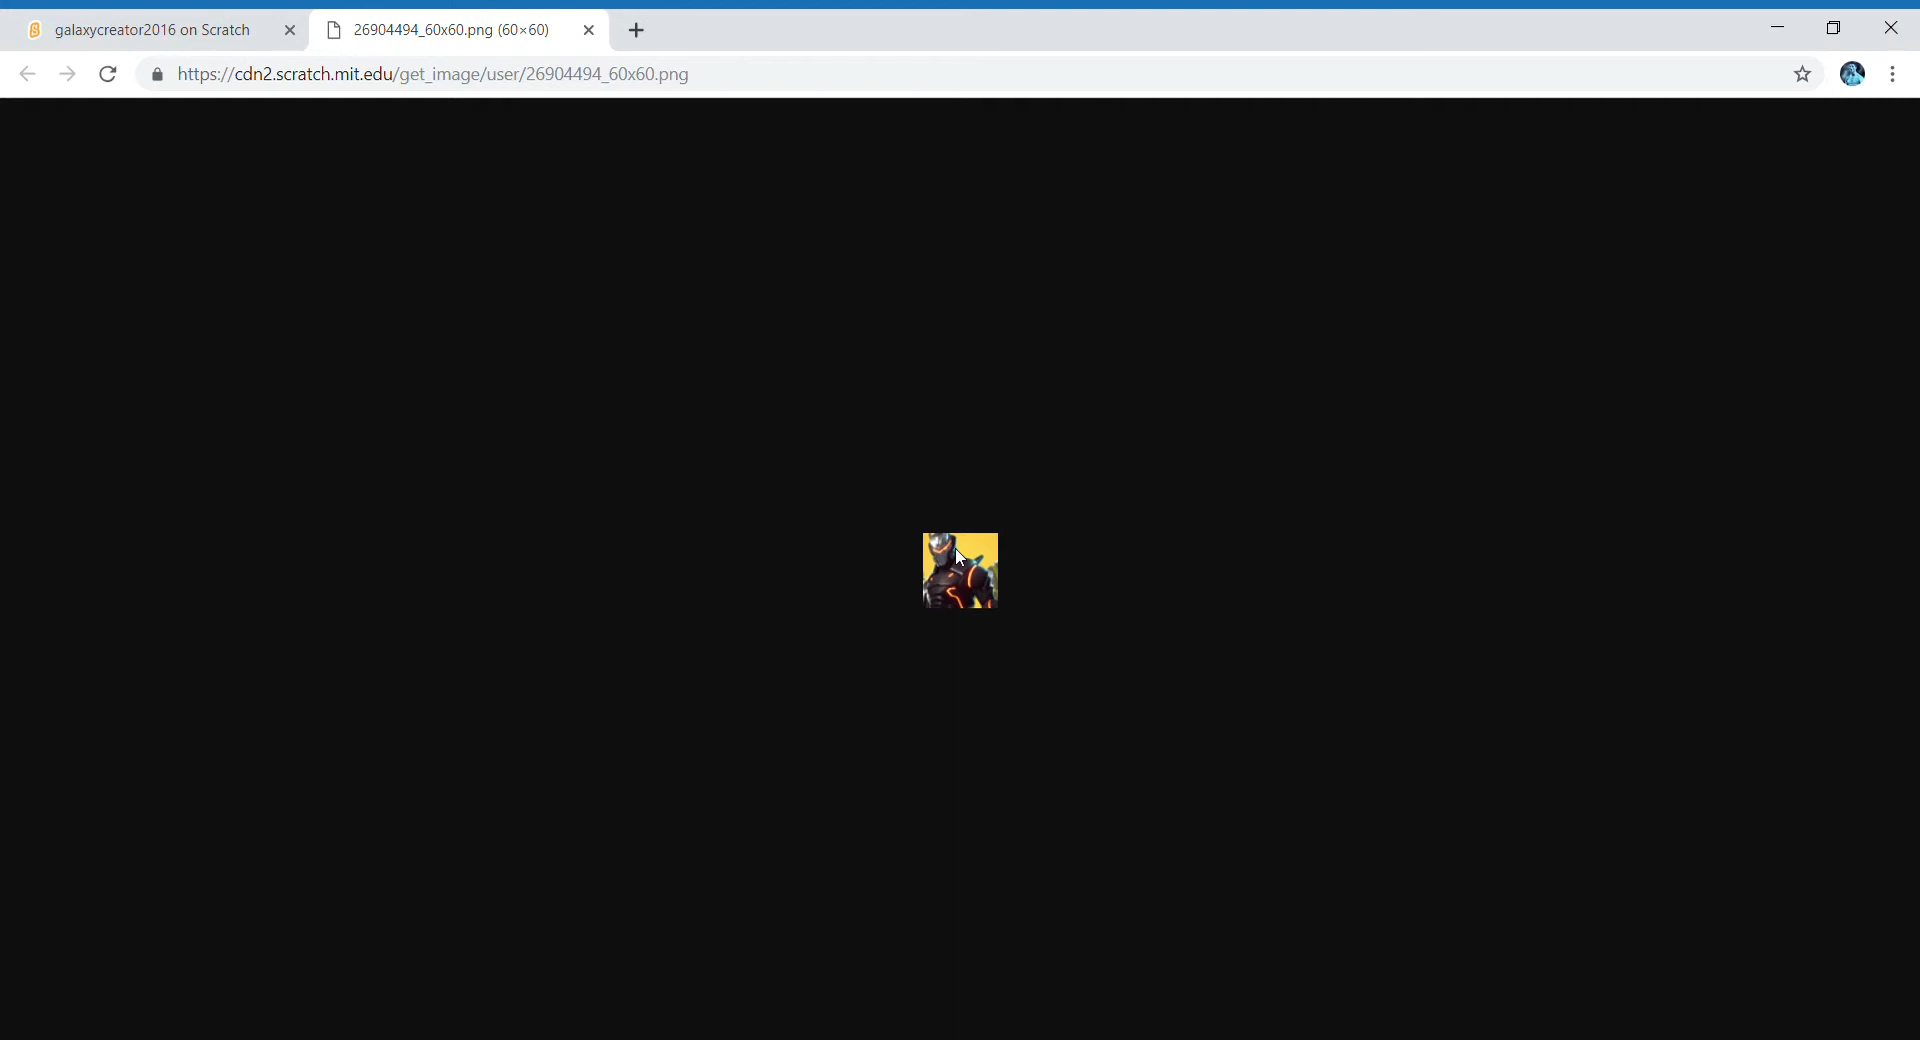 galaxycreator2016 on Scratch
26904494_60x60.png (60×60)
https://cdn2.scratch.mit.edu/get_image/user/26904494_60x60.png